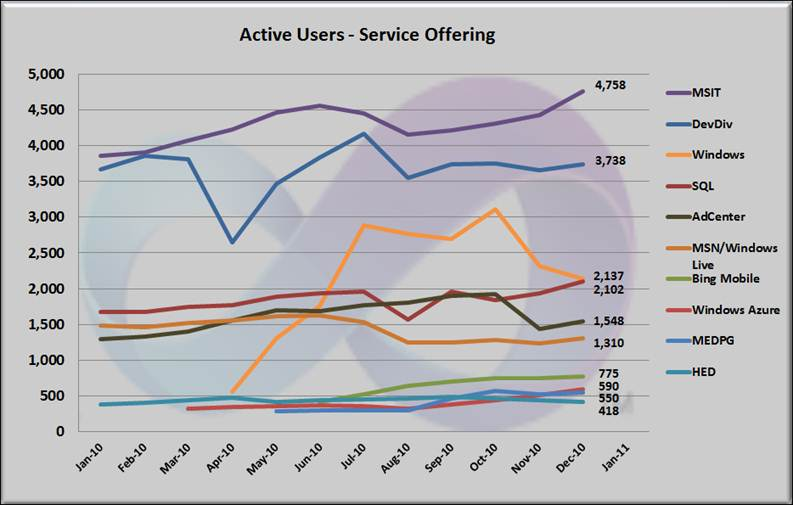 Active Users - Service Offering
5,000
4,500
4,000
3,500
3,000
2,500
2,000
1,500
1,000
500
0
Jan-10
Feb-10
Mar-10
Apr-10
May-10
Jun-10
Jul-10
Aug-10
Sep-10
Oct-10
Nov-10
Dec-10
Jan-11
4,758
3,738
2,137
2,102
1,548
1,310
775
590
550
418
MSIT
DevDiv
Windows
SQL
AdCenter
MSN/Windows
Live
Bing Mobile
Windows Azure
MEDPG
HED